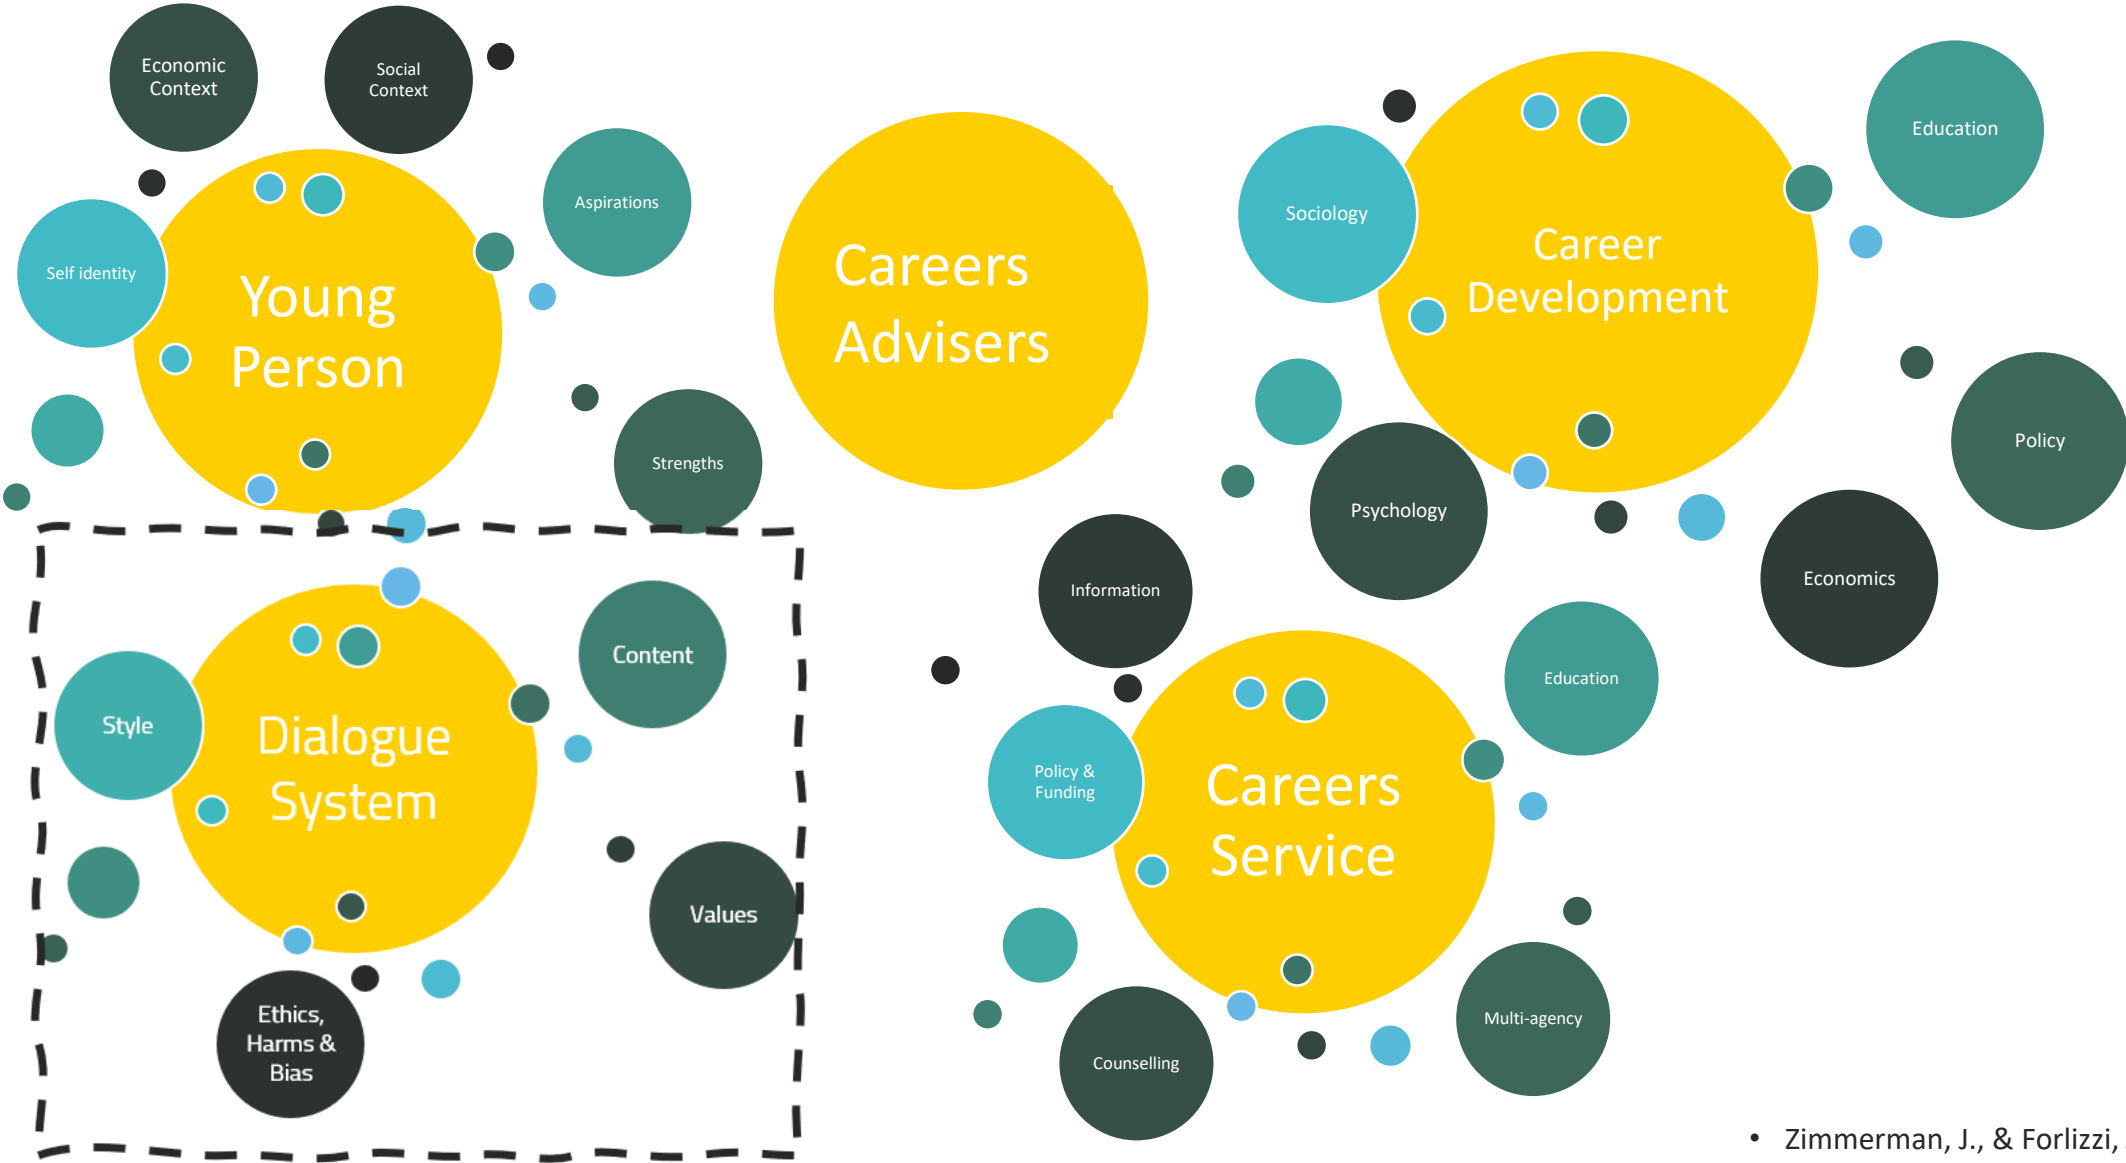 Economic
Context
Social
Context
Aspirations
Self identity
Young
Person
Strengths
Careers
Advisers
Education
Sociology
Career
Development
Policy
Psychology
Economics
Content
Style
Dialogue
System
Values
Ethics,
Harms &
Bias
Information
Education
Policy &
Funding
Careers
Service
Multi-agency
Counselling
• Zimmerman, J., & Forlizzi,